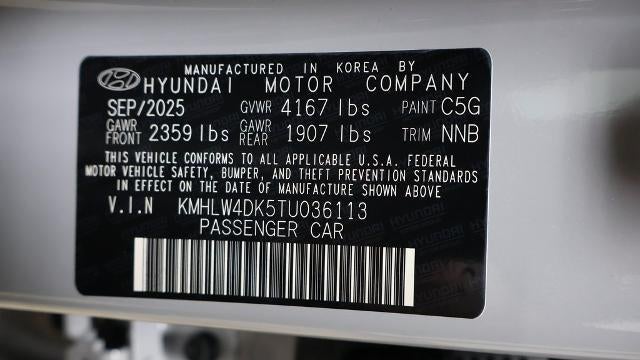 MANUFACTURED IN KOREA BY
HYUNDAI MOTOR COMPANY
SEP/2025 GVWR 4167 lbs PAINT C5G
GAWR FRONT 2359 lbs GAWR REAR 1907 lbs TRIM NNB
THIS VEHICLE CONFORMS TO ALL APPLICABLE U.S.A. FEDERAL
MOTOR VEHICLE SAFETY, BUMPER, AND THEFT PREVENTION STANDARDS
IN EFFECT ON THE DATE OF MANUFACTURE SHOWN ABOVE
V.I.N KMHLW4DK5TU036113
PASSENGER CAR